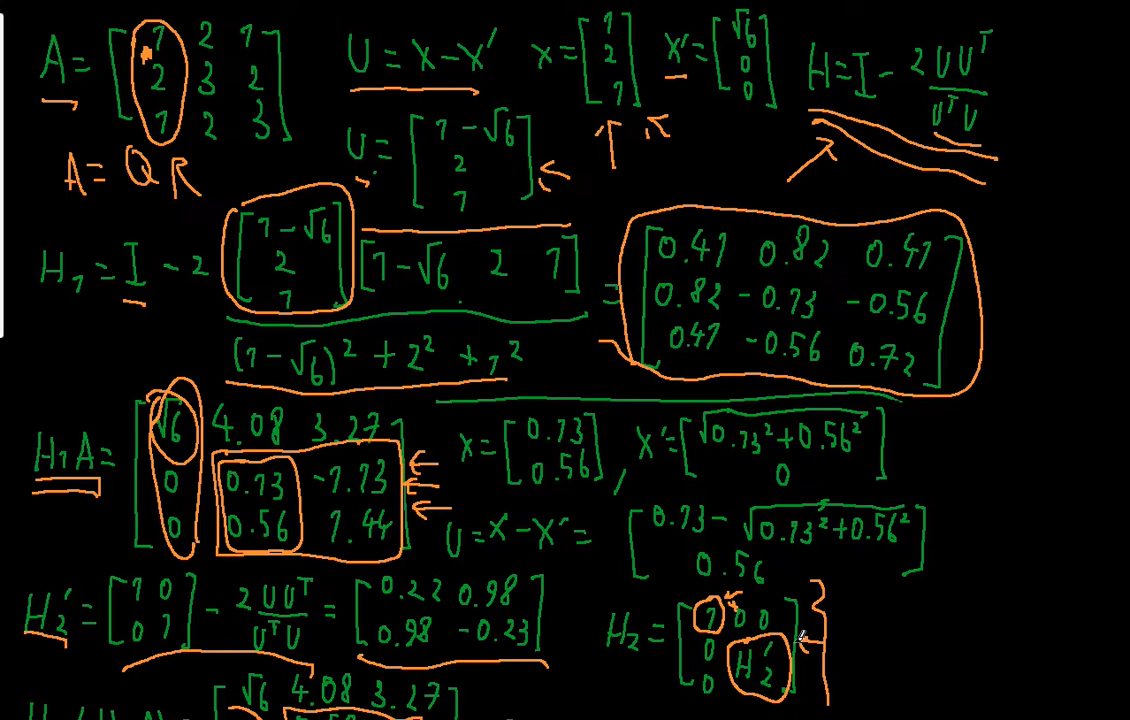 A = [1 2 1; 2 3 2; 1 2 3]  U = X - X'  x = [1; 2; 1]  X' = [√6; 0; 0]  H = I - 2 U Uᵀ / UᵀU
A = Q  U = [1 - √6; 2; 1]
H₁ = I - 2 [1 - √6; 2; 1] [1 - √6 2 1] / (1 - √6)² + 2² + 1² = [0.41 0.82 0.41; 0.82 -0.13 -0.56; 0.41 -0.56 0.72]
H₁A = [√6 4.08 3.27; 0 0.13 -1.13; 0 0.56 1.44]  x = [0.13; 0.56], X' = [√0.13² + 0.56²; 0]
U = X - X' = [0.13 - √0.13² + 0.56²; 0.56]
H₂' = [1 0; 0 1] - 2 U Uᵀ / UᵀU = [0.22 0.98; 0.98 -0.23]  H₂ = [1 0 0; 0 H₂'; 0]
√6 4.08 3.27